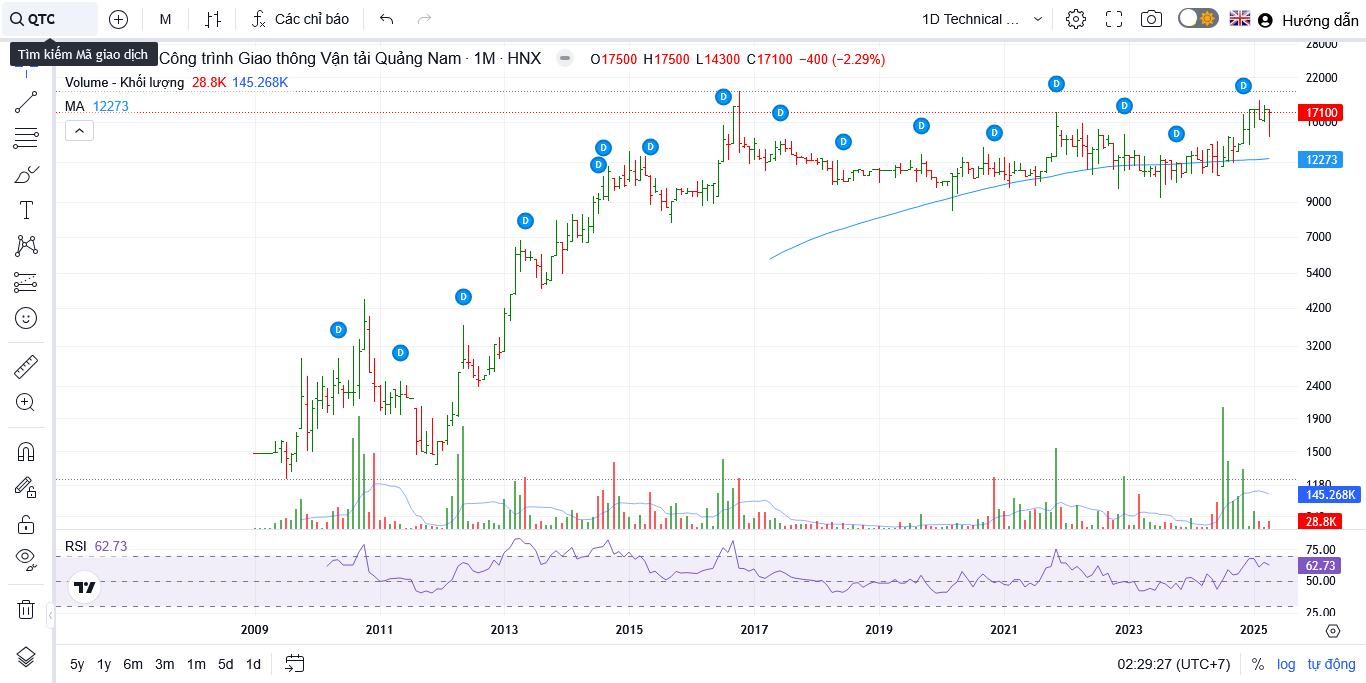 QTC
M
Các chỉ báo
1D Technical ...
Hướng dẫn
Tìm kiếm Mã giao dịch
Công trình Giao thông Vận tải Quảng Nam · 1M · HNX
O17500 H17500 L14300 C17100 −400 (−2.29%)
Volume - Khối lượng 28.8K 145.268K
MA 12273
28000
22000
17100
16000
12273
9000
7000
5400
4200
3200
2400
1900
1500
1180
145.268K
28.8K
D D D D D D D D D D D D D D D D D
RSI 62.73
75.00
62.73
50.00
25.00
2009 2011 2013 2015 2017 2019 2021 2023 2025
5y 1y 6m 3m 1m 5d 1d
02:29:27 (UTC+7) % log tự động